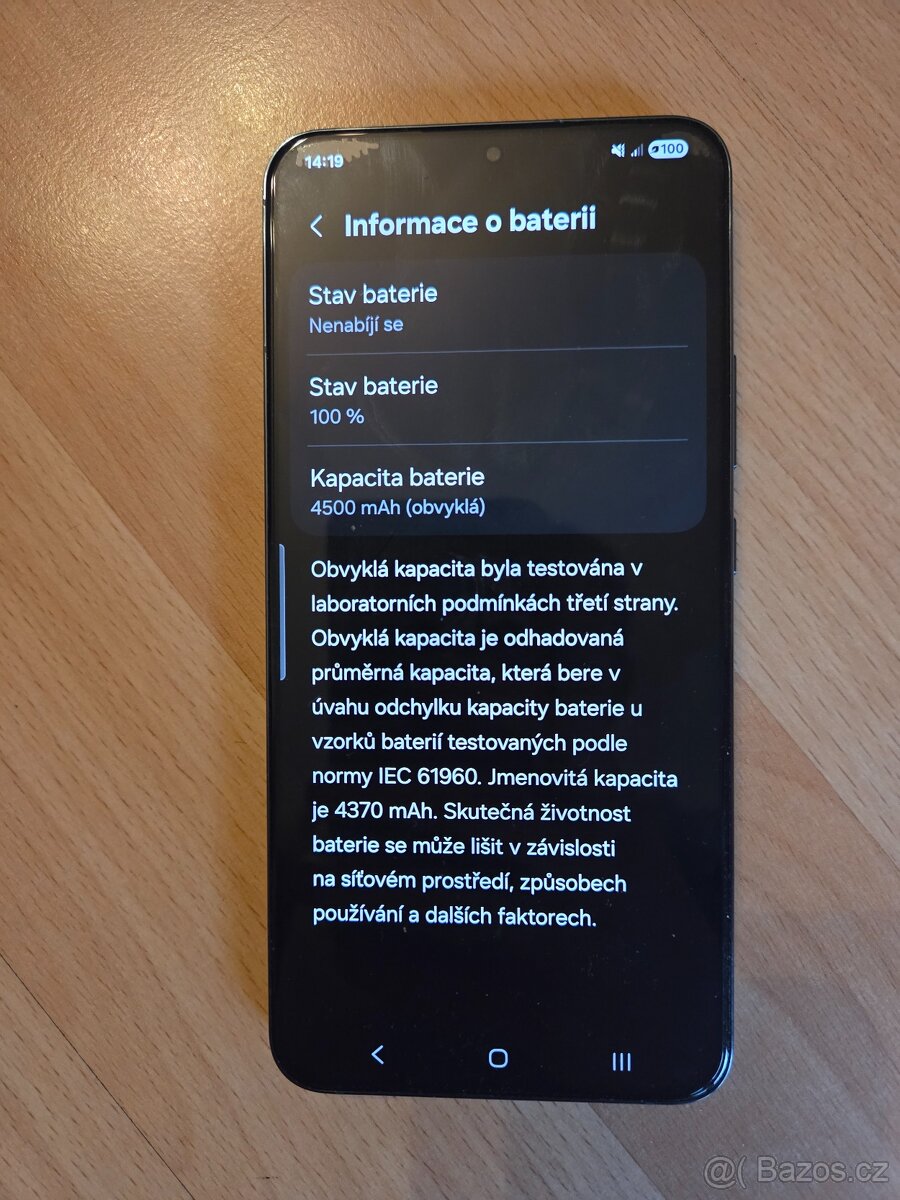 14:19
100
Informace o baterii
Stav baterie
Nenabíjí se
Stav baterie
100 %
Kapacita baterie
4500 mAh (obvyklá)
Obvyklá kapacita byla testována v
laboratorních podmínkách třetí strany.
Obvyklá kapacita je odhadovaná
průměrná kapacita, která bere v
úvahu odchylku kapacity baterie u
vzorků baterií testovaných podle
normy IEC 61960. Jmenovitá kapacita
je 4370 mAh. Skutečná životnost
baterie se může lišit v závislosti
na síťovém prostředí, způsobech
používání a dalších faktorech.
@( Bazos.cz